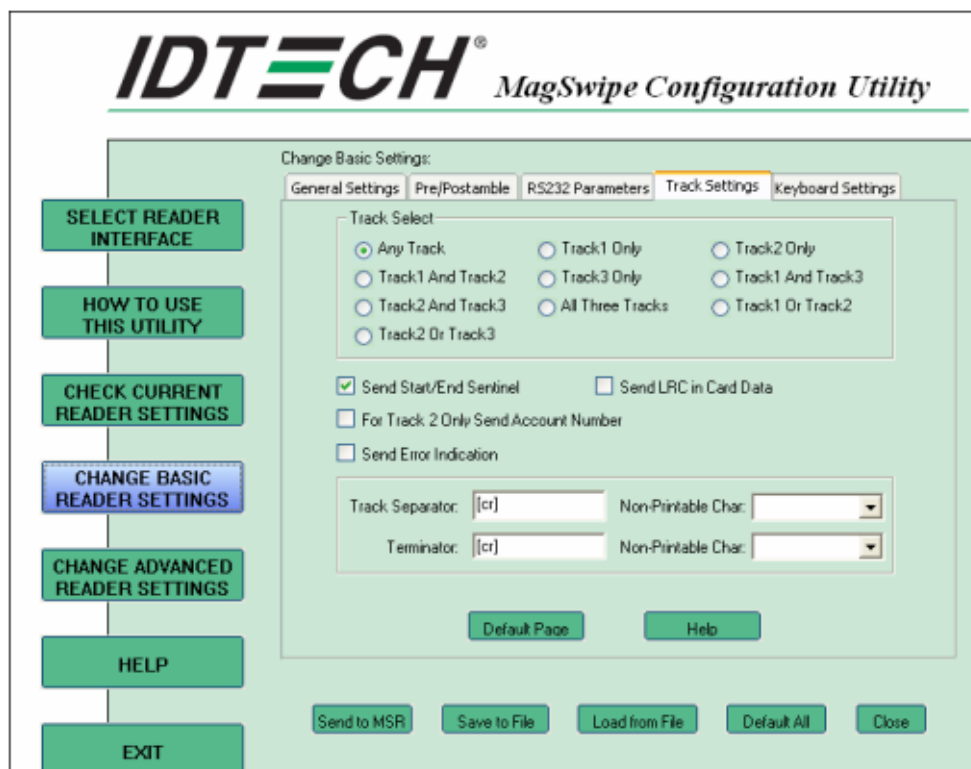 IDTECH®
MagSwipe Configuration Utility
Change Basic Settings:
General Settings Pre/Postamble RS232 Parameters Track Settings Keyboard Settings
SELECT READER
INTERFACE
HOW TO USE
THIS UTILITY
CHECK CURRENT
READER SETTINGS
CHANGE BASIC
READER SETTINGS
CHANGE ADVANCED
READER SETTINGS
HELP
EXIT
Track Select
Any Track Track1 Only Track2 Only
Track1 And Track2 Track3 Only Track1 And Track3
Track2 And Track3 All Three Tracks Track1 Or Track2
Track2 Or Track3
Send Start/End Sentinel Send LRC in Card Data
For Track 2 Only Send Account Number
Send Error Indication
Track Separator: [cr] Non-Printable Char:
Terminator: [cr] Non-Printable Char:
Default Page Help
Send to MSR Save to File Load from File Default All Close